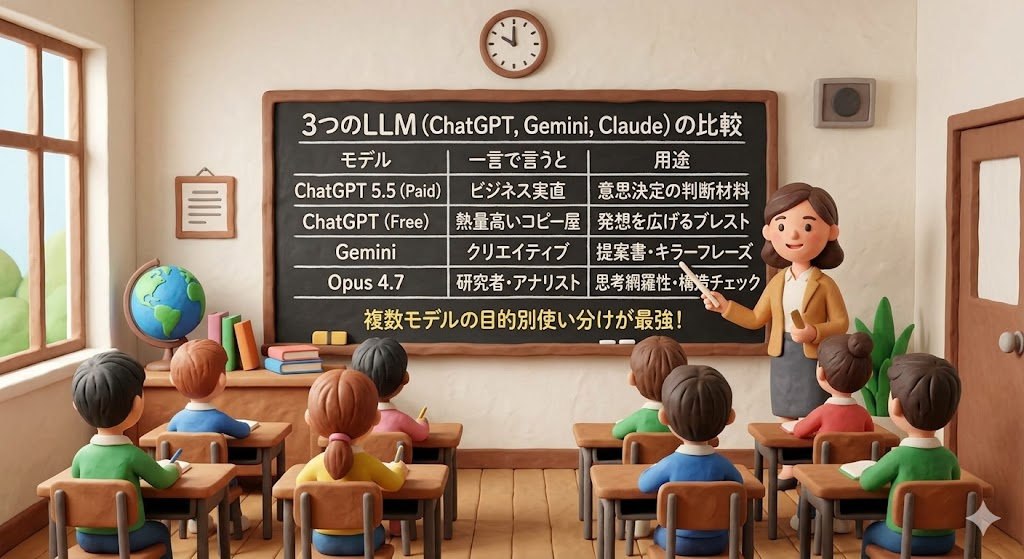 3つのLLM（ChatGPT, Gemini, Claude）の比較
モデル 一言で言うと 用途
ChatGPT 5.5 (Paid) ビジネス実直 意思決定の判断材料
ChatGPT (Free) 熱量高いコピー屋 発想を広げるブレスト
Gemini クリエイティブ 提案書・キラーフレーズ
Opus 4.7 研究者・アナリスト 思考網羅性・構造チェック
複数モデルの目的別使い分けが最強！